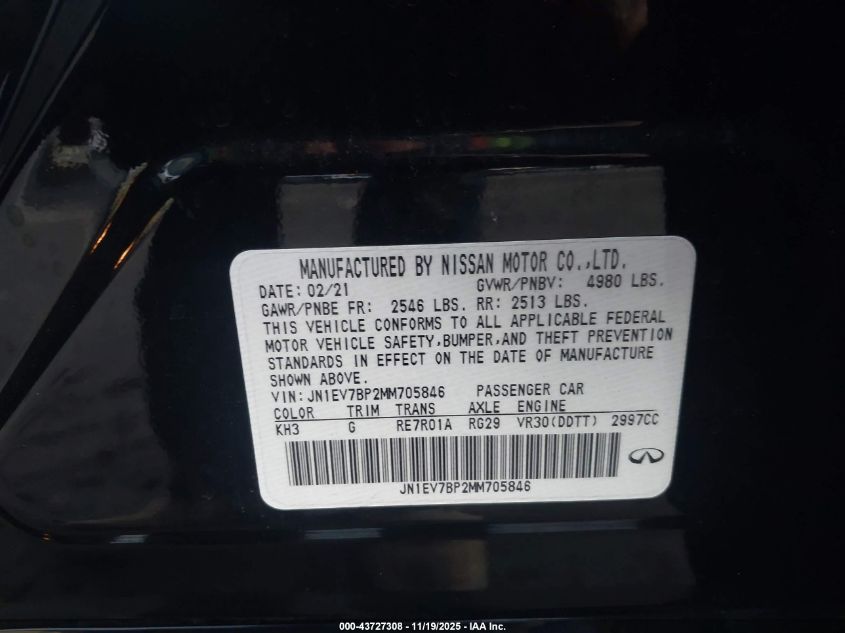 MANUFACTURED BY NISSAN MOTOR CO.,LTD.
DATE: 02/21 GVWR/PNBV: 4980 LBS.
GAWR/PNBE FR: 2546 LBS. RR: 2513 LBS.
THIS VEHICLE CONFORMS TO ALL APPLICABLE FEDERAL
MOTOR VEHICLE SAFETY,BUMPER,AND THEFT PREVENTION
STANDARDS IN EFFECT ON THE DATE OF MANUFACTURE
SHOWN ABOVE.
VIN: JN1EV7BP2MM705846 PASSENGER CAR
COLOR TRIM TRANS AXLE ENGINE
KH3 G RE7R01A RG29 VR30(DDTT) 2997CC
JN1EV7BP2MM705846
000-43727308 - 11/19/2025 - IAA Inc.